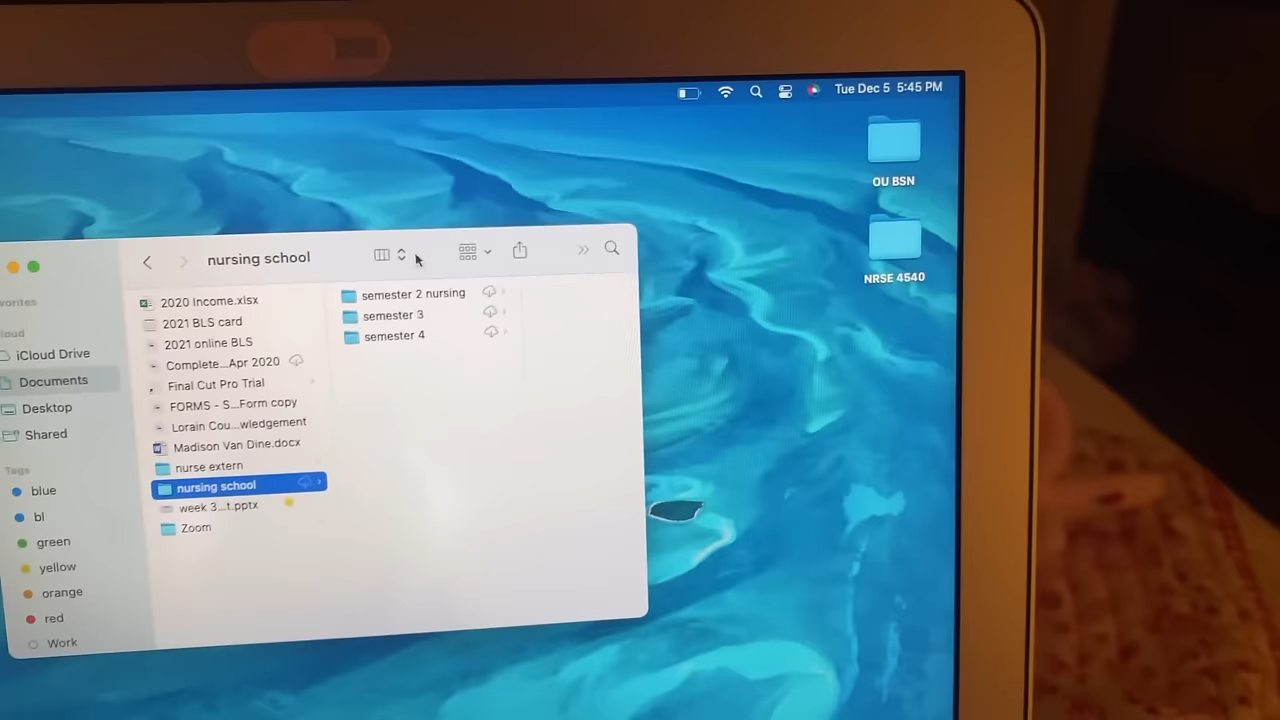 Tue Dec 5 5:45 PM
OU BSN
NRSE 4540
nursing school
vorites
loud
iCloud Drive
Documents
Desktop
Shared
Tags
blue
bl
green
yellow
orange
red
Work
2020 Income.xlsx
2021 BLS card
2021 online BLS
Complete...Apr 2020
Final Cut Pro Trial
FORMS - S...Form copy
Lorain Cou...wledgement
Madison Van Dine.docx
nurse extern
nursing school
week 3...t.pptx
Zoom
semester 2 nursing
semester 3
semester 4